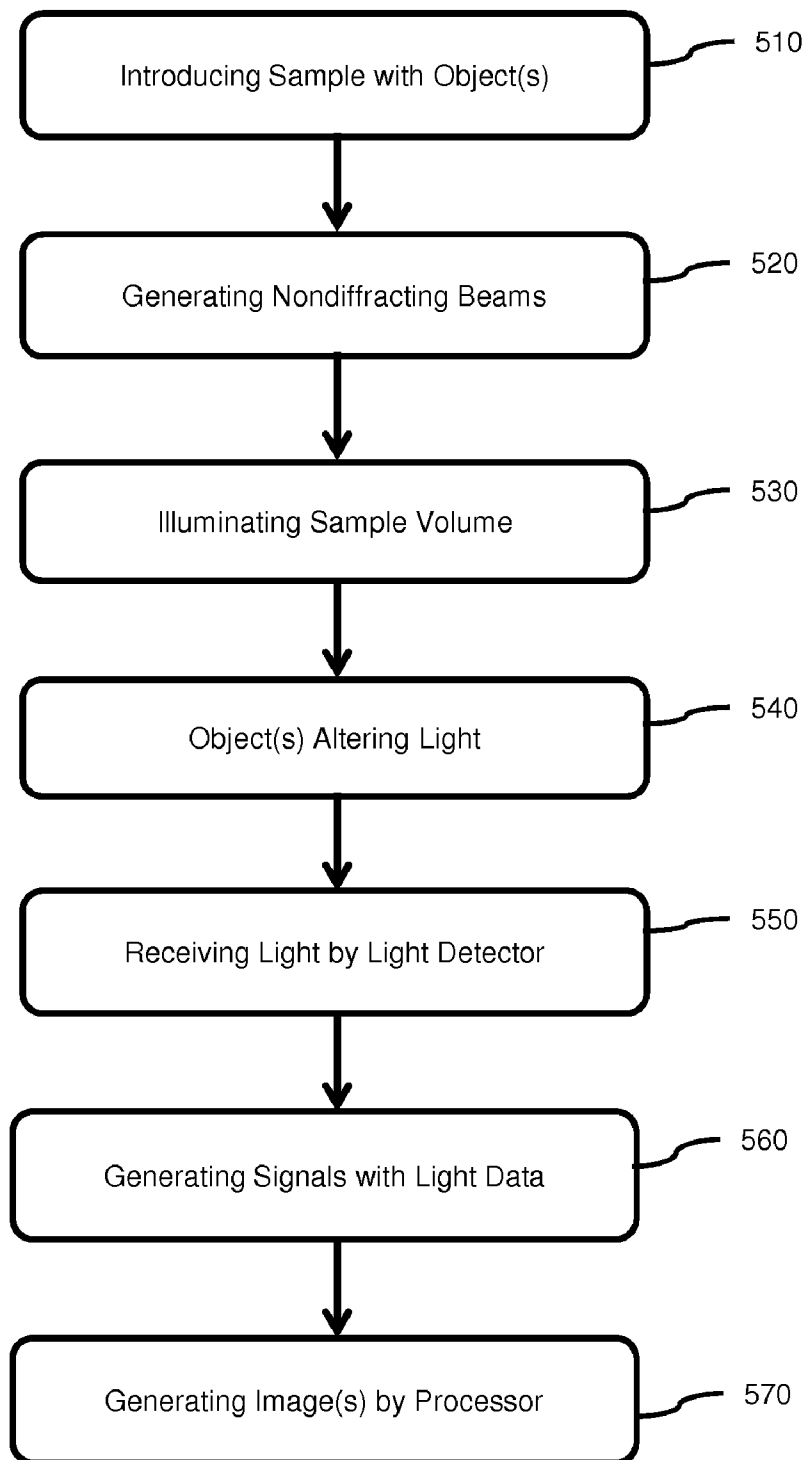 Introducing Sample with Object(s)
510
Generating Nondiffracting Beams
520
Illuminating Sample Volume
530
Object(s) Altering Light
540
Receiving Light by Light Detector
550
Generating Signals with Light Data
560
Generating Image(s) by Processor
570